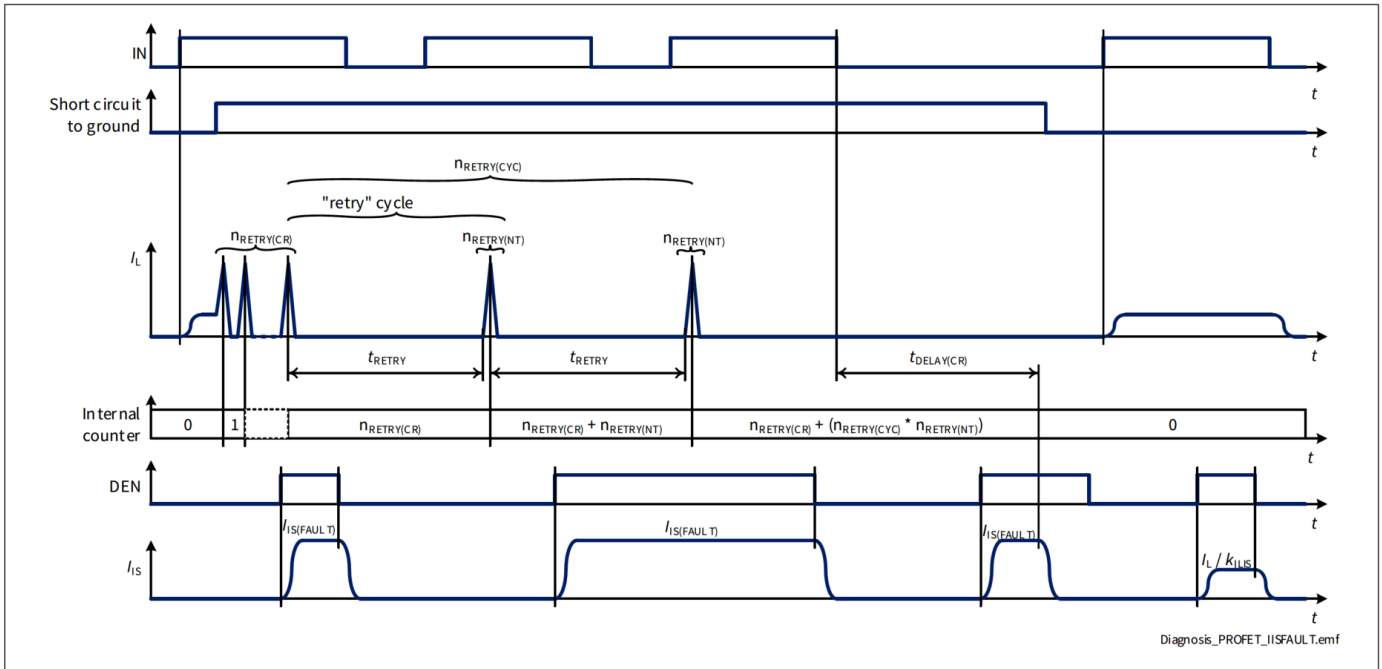 IN
t
Short circuit
to ground
t
nRETRY(CYC)
"retry" cycle
nRETRY(CR)
nRETRY(NT)
nRETRY(NT)
IL
t
tRETRY
tRETRY
tDELAY(CR)
Internal
counter
0
1
nRETRY(CR)
nRETRY(CR) + nRETRY(NT)
nRETRY(CR) + (nRETRY(CYC) * nRETRY(NT))
0
t
DEN
t
IIS(FAULT)
IIS(FAULT)
IIS(FAULT)
IL / kILIS
IIS
t
Diagnosis_PROFET_IISFAULT.emf